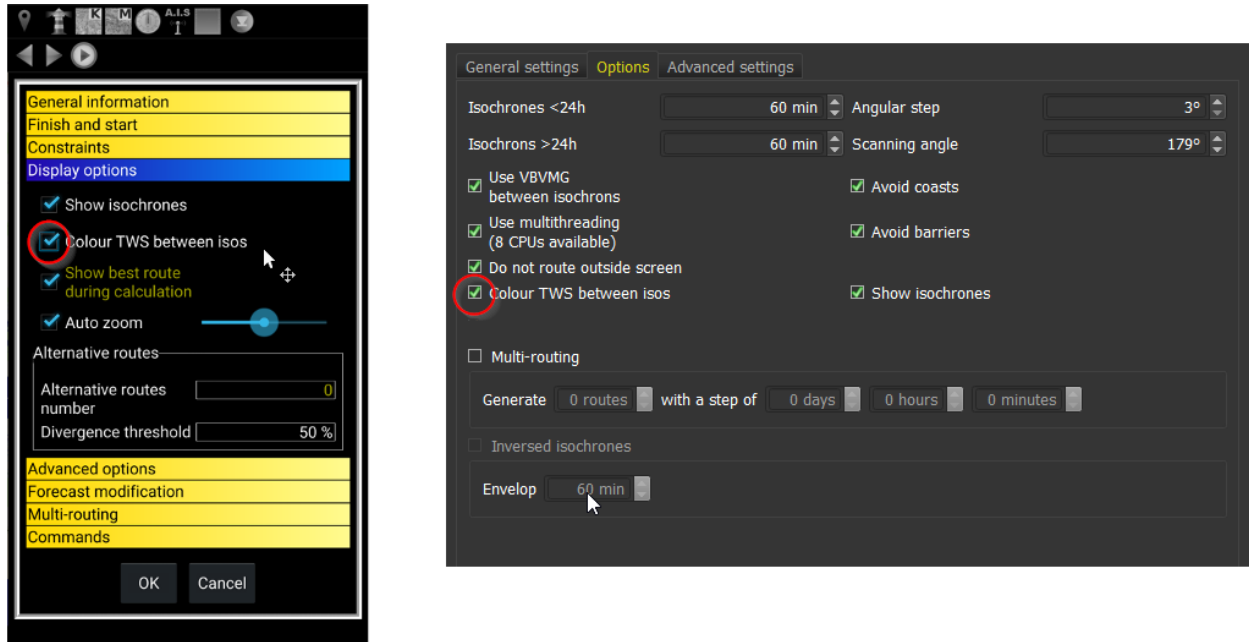 K
M
A.I.S
General information
Finish and start
Constraints
Display options
Show isochrones
Colour TWS between isos
Show best route
during calculation
Auto zoom
Alternative routes
Alternative routes
number
0
Divergence threshold 50 %
Advanced options
Forecast modification
Multi-routing
Commands
OK Cancel
General settings Options Advanced settings
Isochrones <24h 60 min Angular step 3°
Isochrons >24h 60 min Scanning angle 179°
Use VBVMG
between isochrons
Avoid coasts
Use multithreading
(8 CPUs available)
Avoid barriers
Do not route outside screen
Colour TWS between isos Show isochrones
Multi-routing
Generate 0 routes with a step of 0 days 0 hours 0 minutes
Inversed isochrones
Envelop 60 min